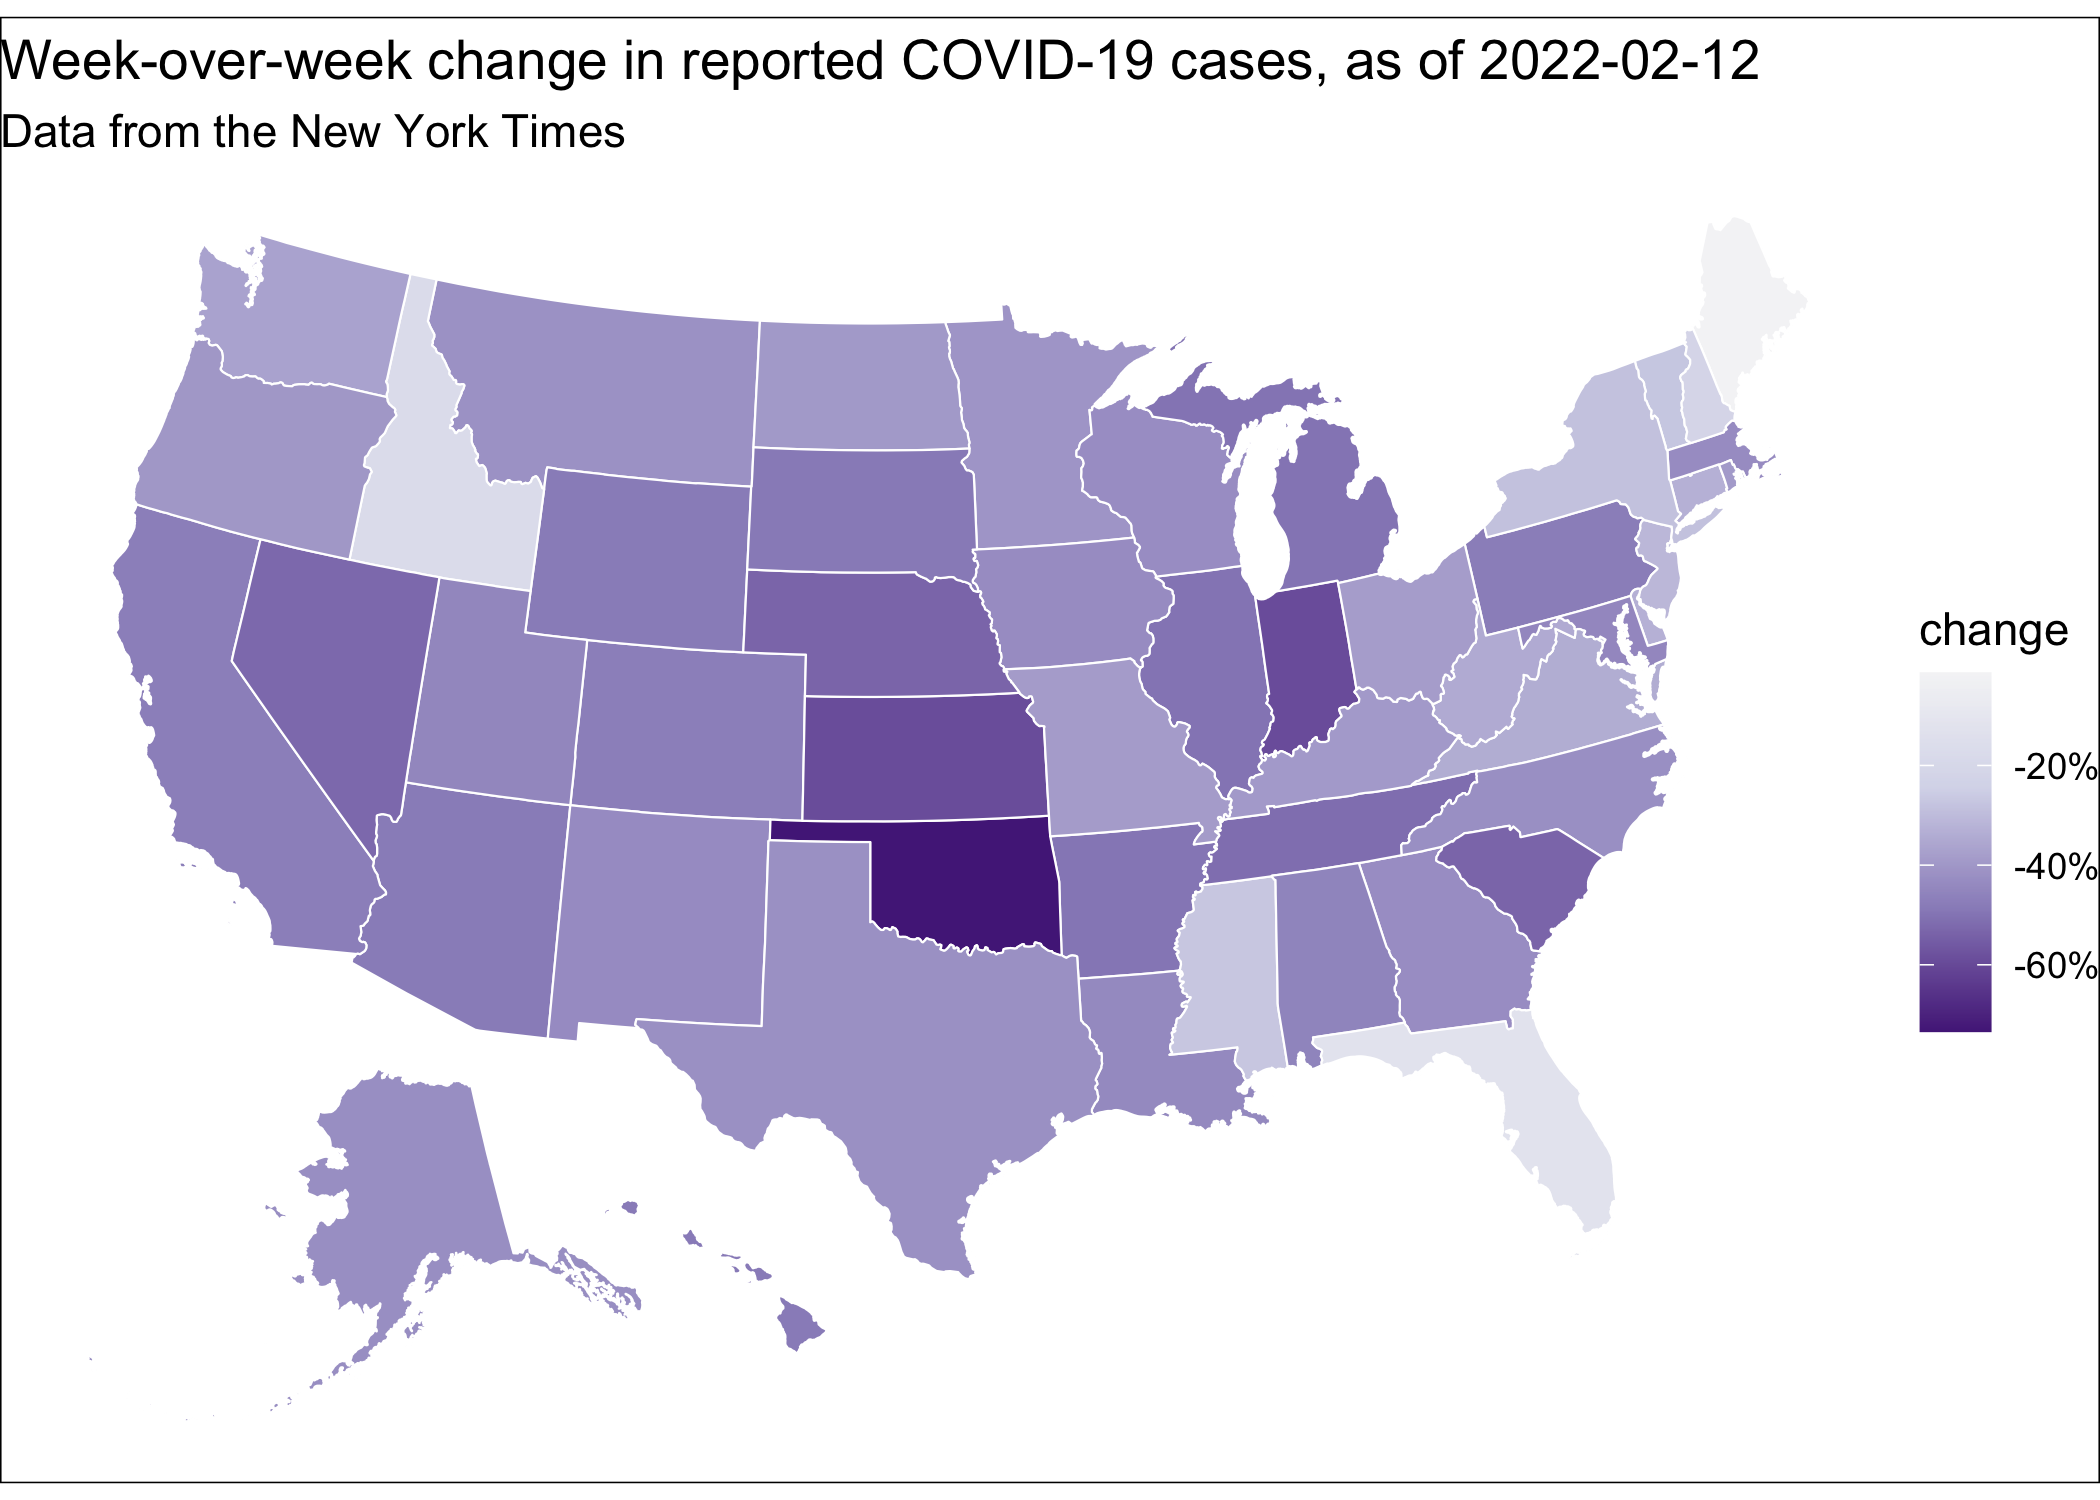 Week-over-week change in reported COVID-19 cases, as of 2022-02-12
Data from the New York Times
change
-20%
-40%
-60%